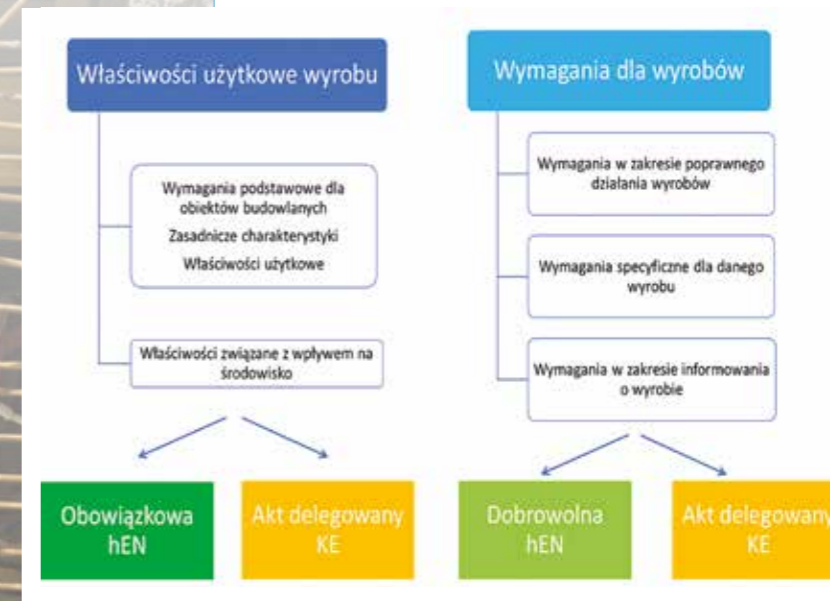 Właściwości użytkowe wyrobu
Wymagania podstawowe dla
obiektów budowlanych
Zasadnicze charakterystyki
Właściwości użytkowe
Właściwości związane z wpływem na
środowisko
Obowiązkowa
hEN
Akt delegowany
KE
Wymagania dla wyrobów
Wymagania w zakresie poprawnego
działania wyrobów
Wymagania specyficzne dla danego
wyrobu
Wymagania w zakresie informowania
o wyrobie
Dobrowolna
hEN
Akt delegowany
KE